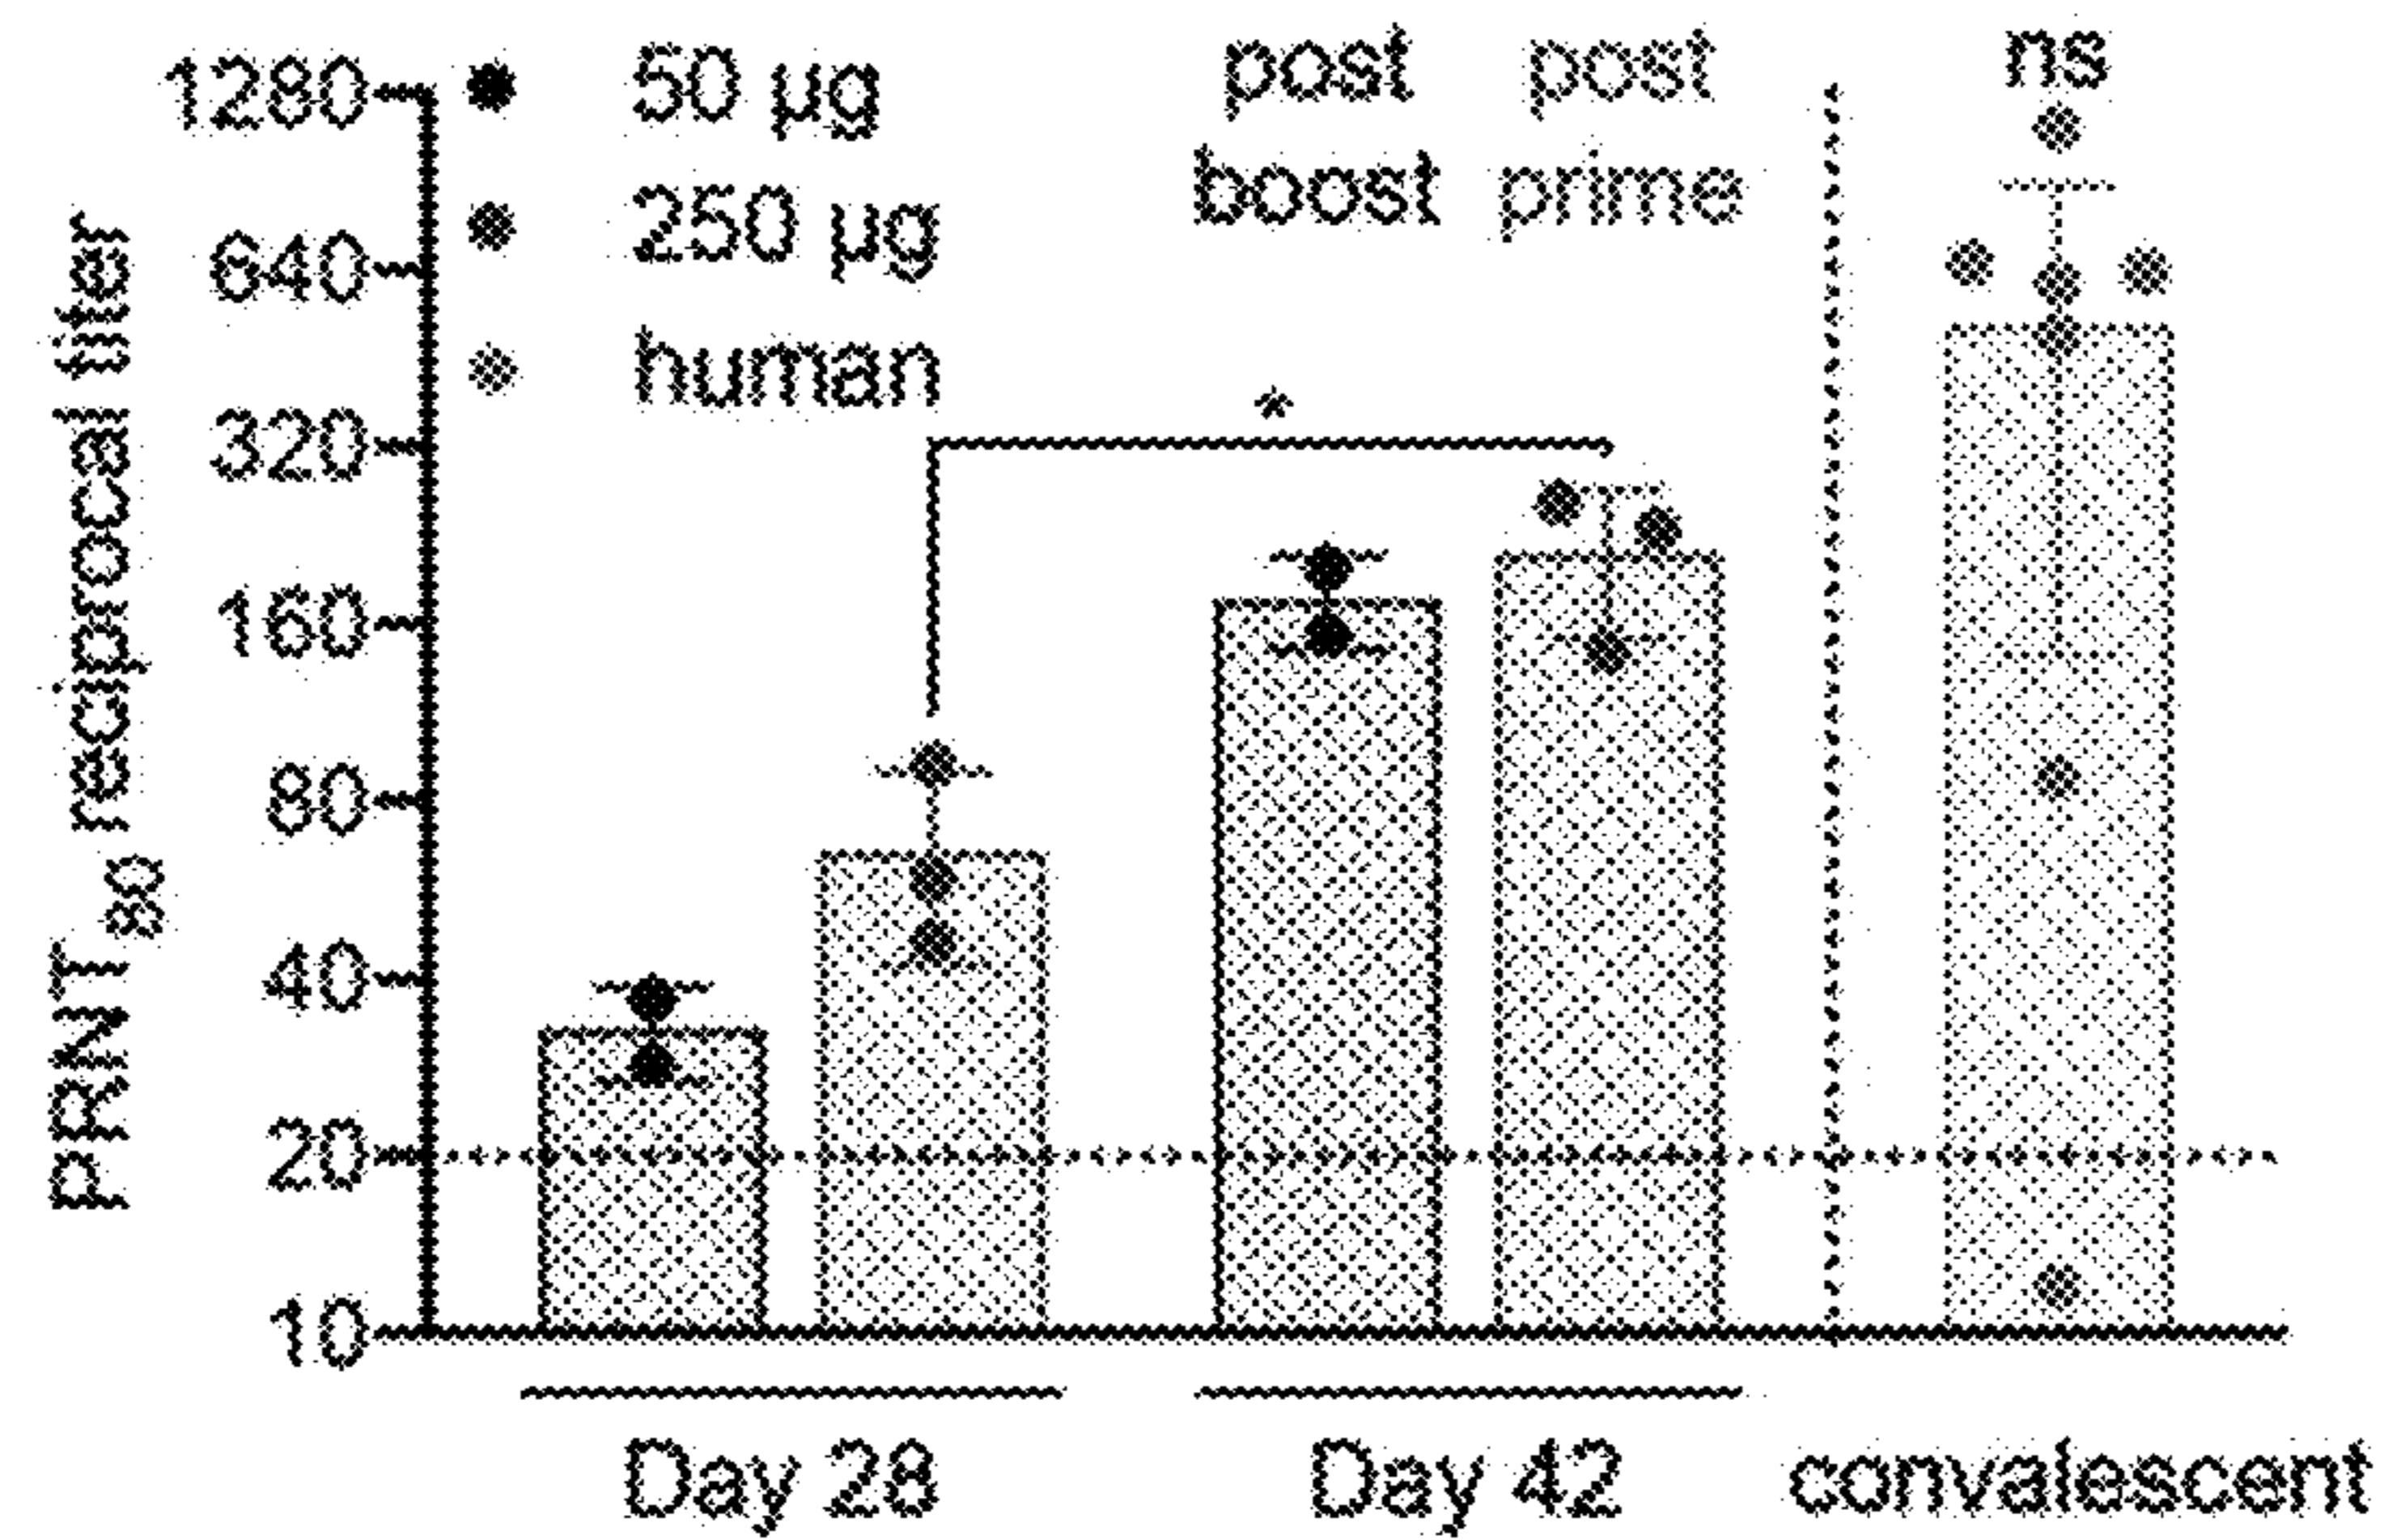 PRNT80 reciprocal titer
1280
640
320
160
80
40
20
10
50 µg
250 µg
human
post boost
post prime
ns
*
Day 28
Day 42
convalescent